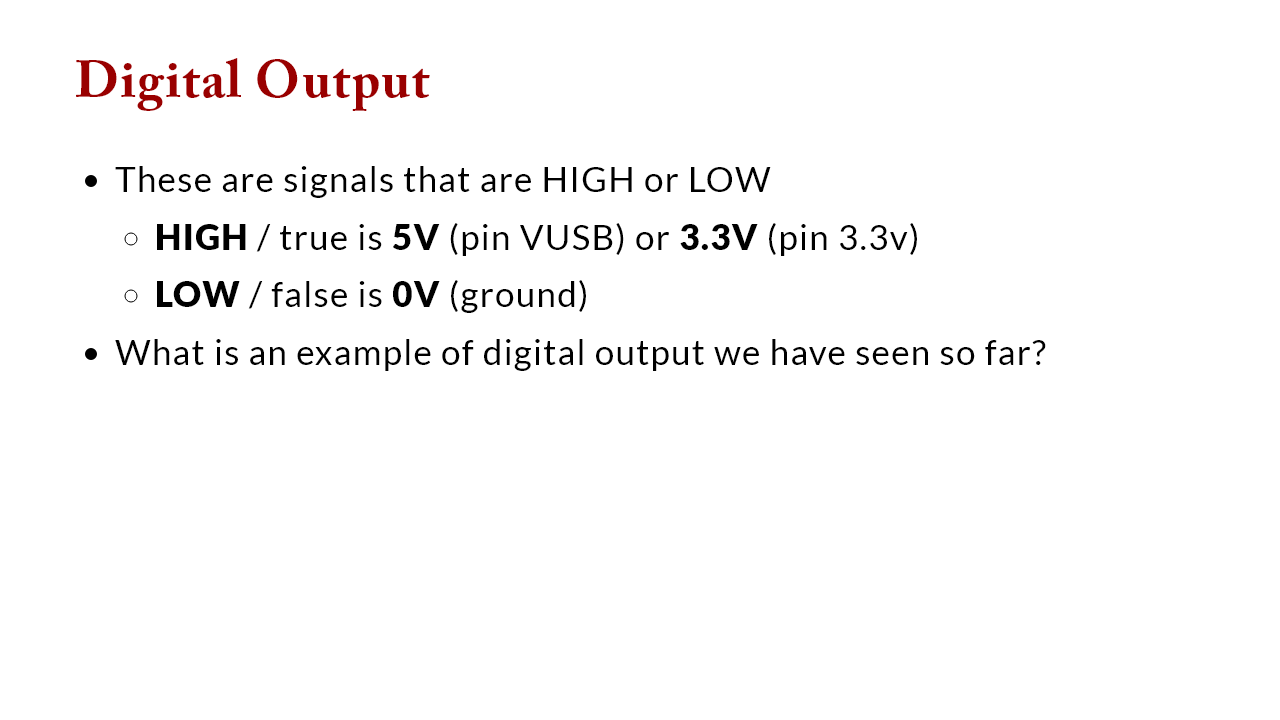 Digital Output
• These are signals that are HIGH or LOW
○ HIGH / true is 5V (pin VUSB) or 3.3V (pin 3.3v)
○ LOW / false is 0V (ground)
• What is an example of digital output we have seen so far?